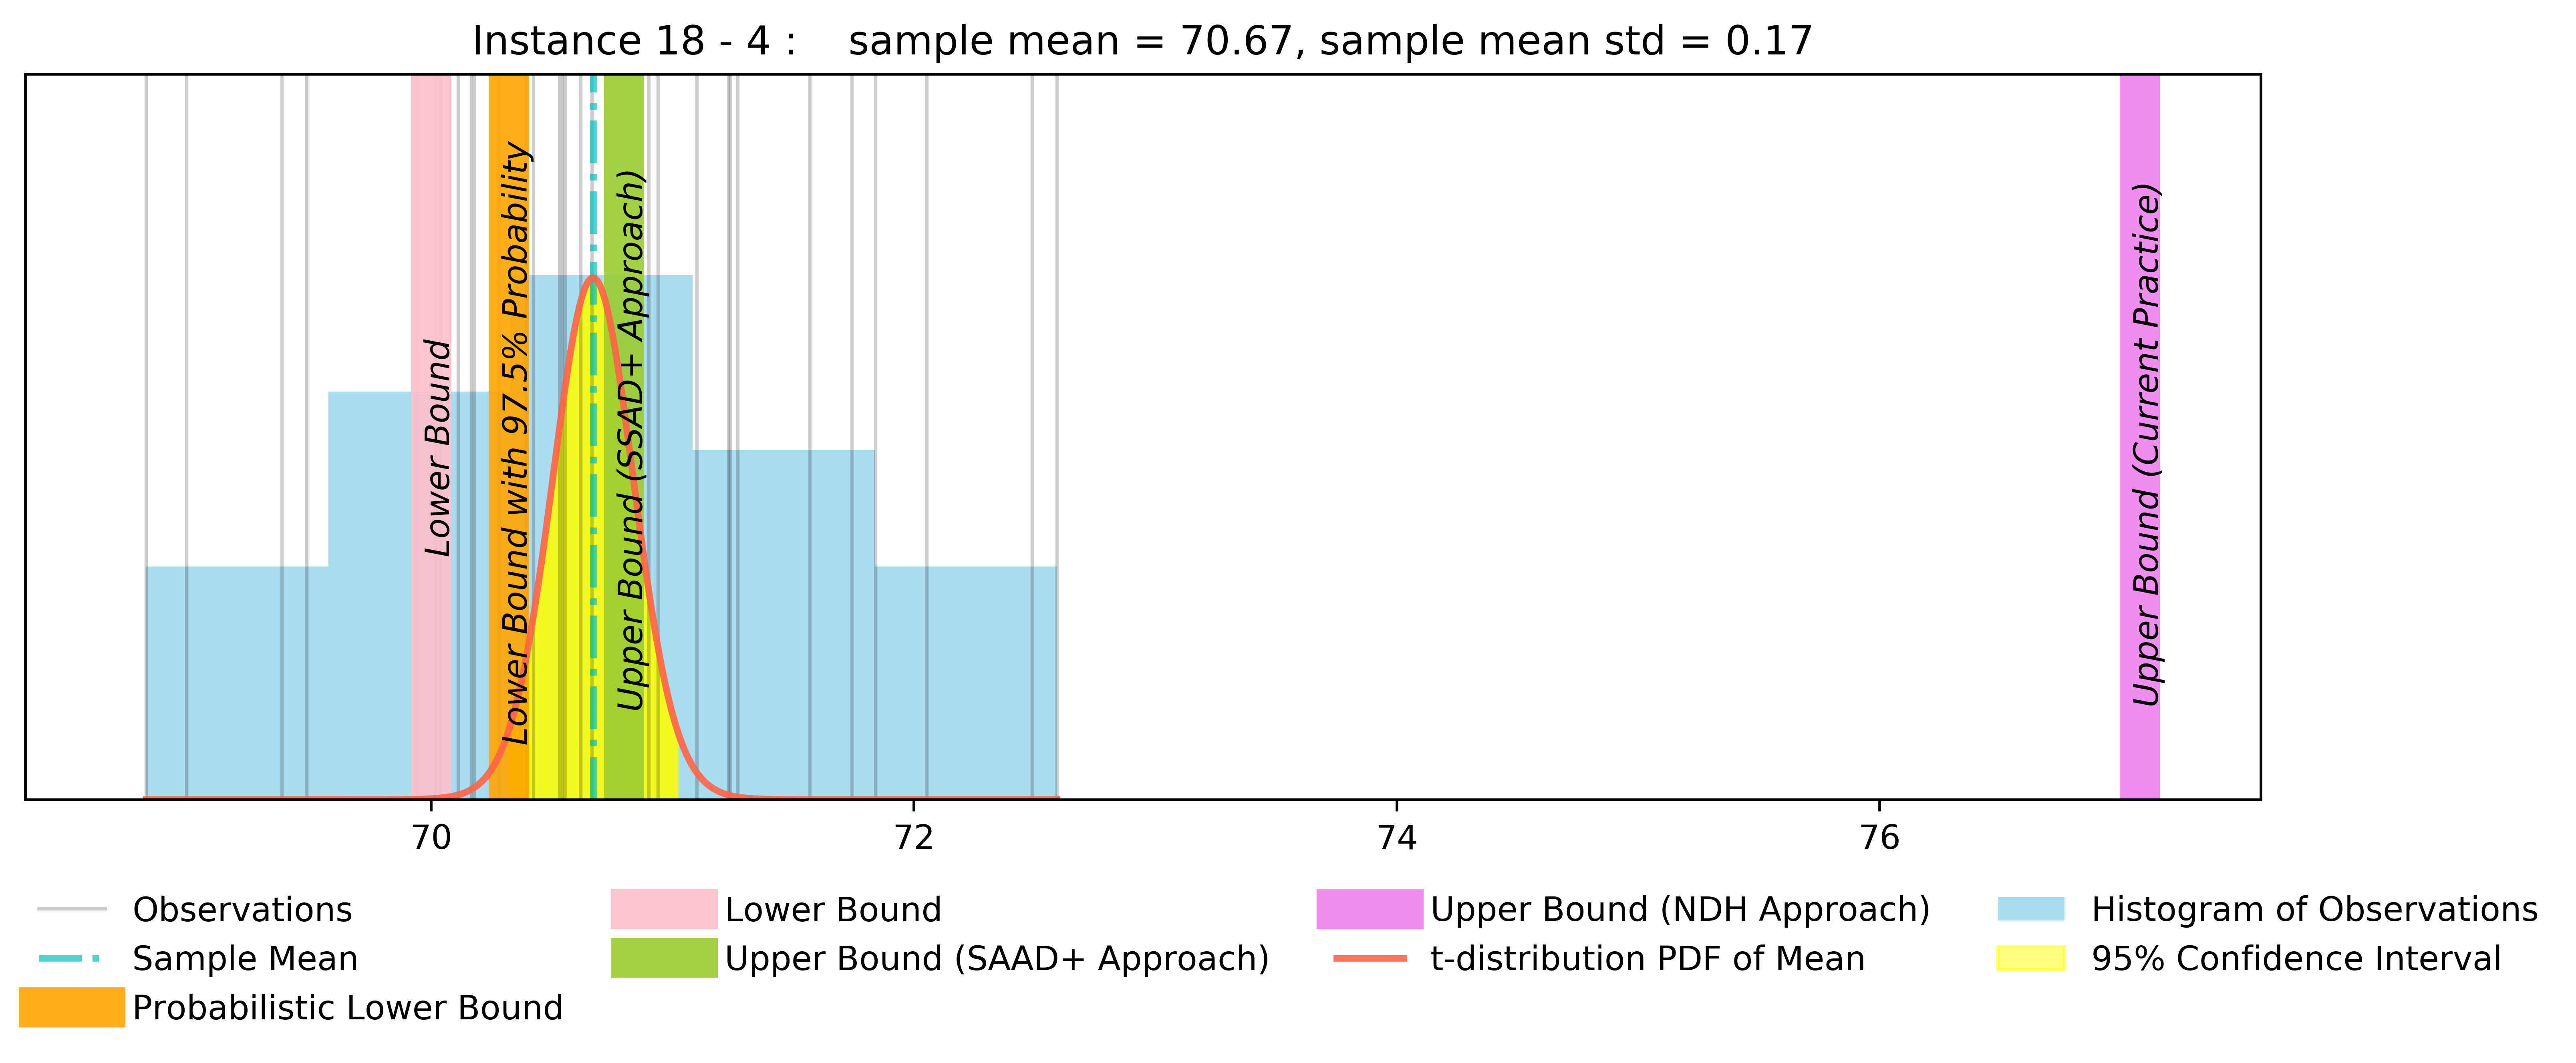 Instance 18 - 4 :    sample mean = 70.67, sample mean std = 0.17
Lower Bound
Lower Bound with 97.5% Probability
Upper Bound (SSAD+ Approach)
Upper Bound (Current Practice)
70 72 74 76
Observations
Sample Mean
Probabilistic Lower Bound
Lower Bound
Upper Bound (SAAD+ Approach)
Upper Bound (NDH Approach)
t-distribution PDF of Mean
Histogram of Observations
95% Confidence Interval